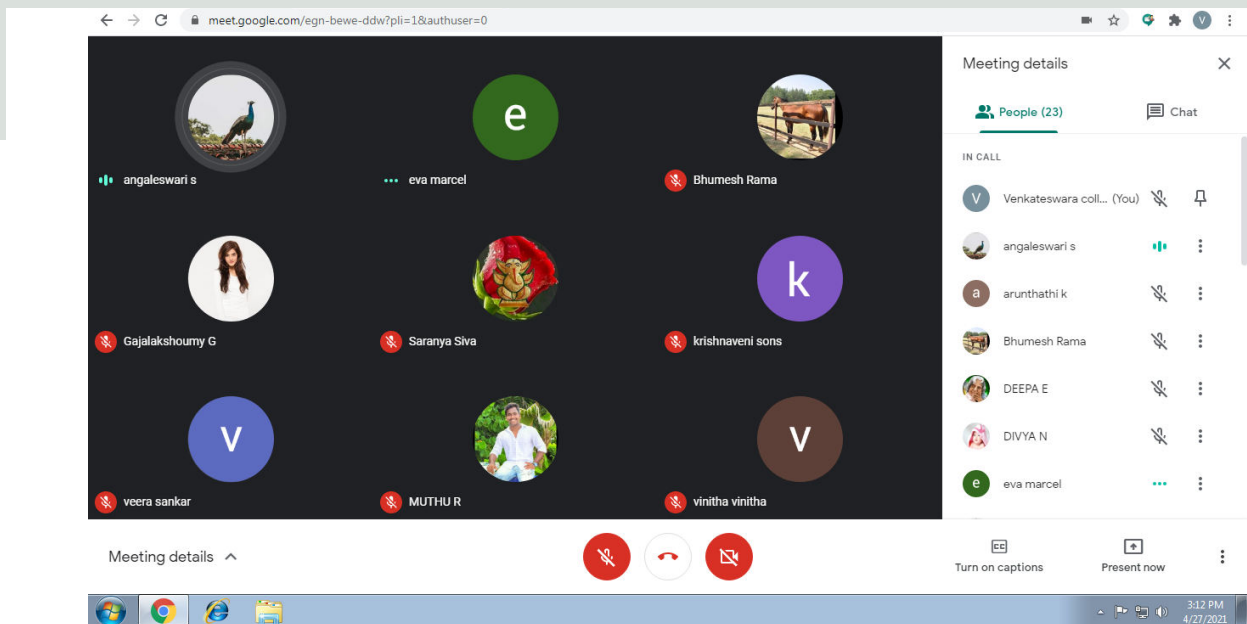 meet.google.com/egn-bewe-ddw?pli=1&authuser=0
V
angaleswari s
e
eva marcel
Bhumesh Rama
Gajalakshoumy G
Saranya Siva
k
krishnaveni sons
v
veera sankar
MUTHU R
v
vinitha vinitha
Meeting details
People (23)
Chat
IN CALL
V Venkateswara coll... (You)
angaleswari s
a arunthathi k
Bhumesh Rama
DEEPA E
DIVYA N
e eva marcel
Meeting details
CC
Turn on captions
Present now
3:12 PM
4/27/2021